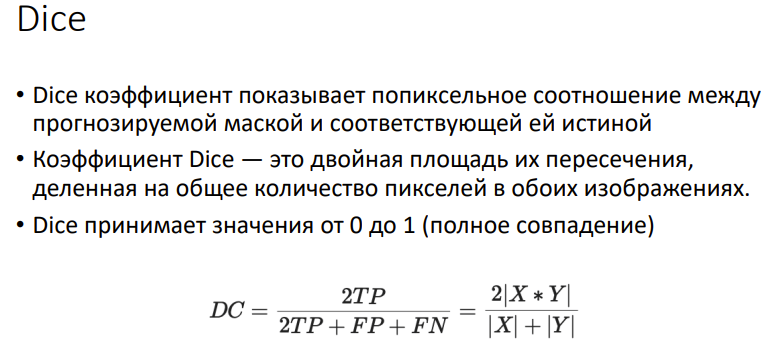 Dice
• Dice коэффициент показывает попиксельное соотношение между
прогнозируемой маской и соответствующей ей истиной
• Коэффициент Dice — это двойная площадь их пересечения,
деленная на общее количество пикселей в обоих изображениях.
• Dice принимает значения от 0 до 1 (полное совпадение)
DC = 2TP / (2TP + FP + FN) = 2|X ∗ Y| / (|X| + |Y|)